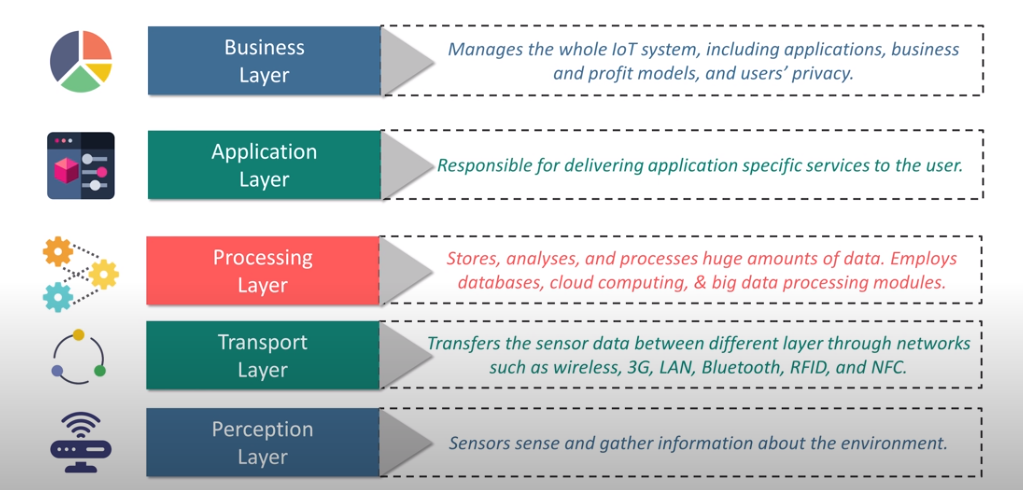 Business
Layer
Manages the whole IoT system, including applications, business
and profit models, and users’ privacy.
Application
Layer
Responsible for delivering application specific services to the user.
Processing
Layer
Stores, analyses, and processes huge amounts of data. Employs
databases, cloud computing, & big data processing modules.
Transport
Layer
Transfers the sensor data between different layer through networks
such as wireless, 3G, LAN, Bluetooth, RFID, and NFC.
Perception
Layer
Sensors sense and gather information about the environment.